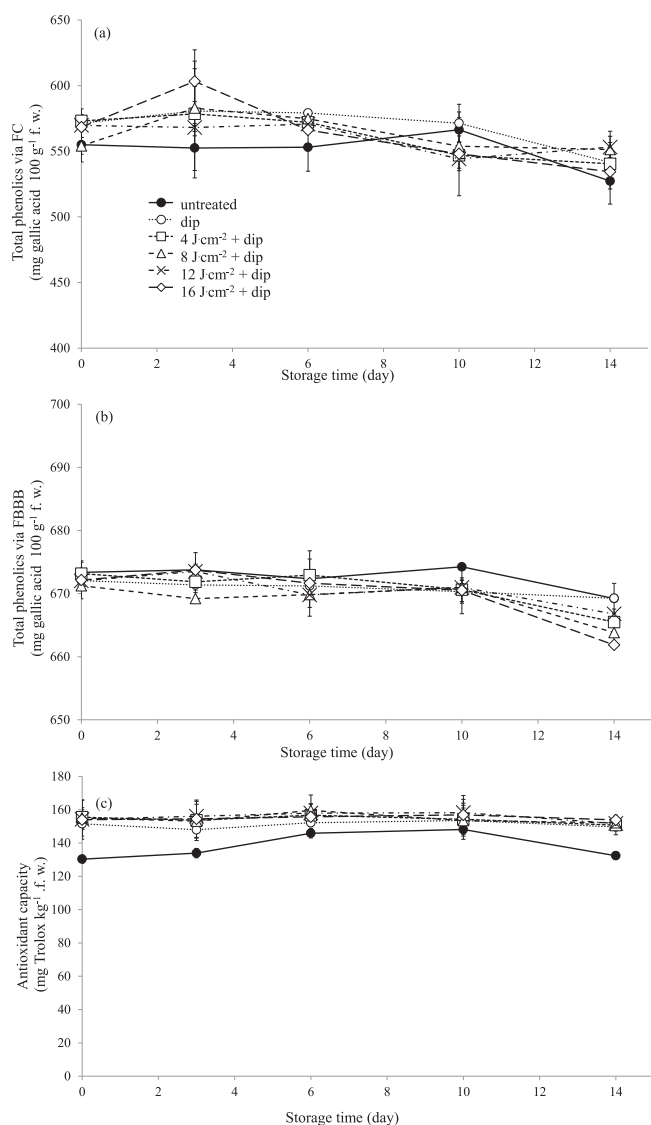 (a)
Total phenolics via FC
(mg gallic acid 100 g⁻¹ f. w.)
650
600
550
500
450
400
untreated
dip
4 J·cm⁻² + dip
8 J·cm⁻² + dip
12 J·cm⁻² + dip
16 J·cm⁻² + dip
0 2 4 6 8 10 12 14
Storage time (day)
(b)
Total phenolics via FBBB
(mg gallic acid 100 g⁻¹ f. w.)
700
690
680
670
660
650
0 2 4 6 8 10 12 14
Storage time (day)
(c)
Antioxidant capacity
(mg Trolox kg⁻¹ .f. w.)
180
160
140
120
100
80
60
40
20
0
0 2 4 6 8 10 12 14
Storage time (day)